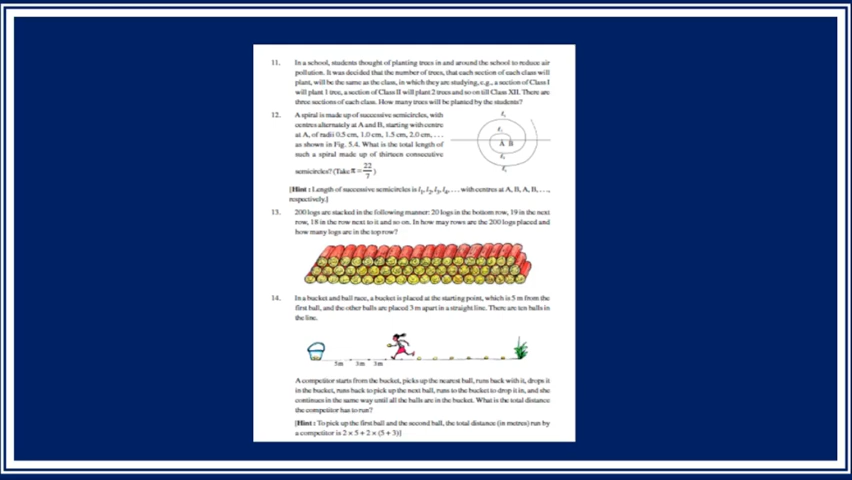 11. In a school, students thought of planting trees in and around the school to reduce air
pollution. It was decided that the number of trees, that each section of each class will
plant, will be the same as the class, in which they are studying, e.g., a section of Class I
will plant 1 tree, a section of Class II will plant 2 trees and so on till Class XII. There are
three sections of each class. How many trees will be planted by the students?
12. A spiral is made up of successive semicircles, with
centres alternately at A and B, starting with centre
at A, of radii 0.5 cm, 1.0 cm, 1.5 cm, 2.0 cm, . . .
as shown in Fig. 5.4. What is the total length of
such a spiral made up of thirteen consecutive
semicircles? (Take π = 22/7)
A B
[Hint : Length of successive semicircles is l₁, l₂, l₃, l₄, . . . with centres at A, B, A, B, . . .,
respectively.]
13. 200 logs are stacked in the following manner: 20 logs in the bottom row, 19 in the next
row, 18 in the row next to it and so on. In how may rows are the 200 logs placed and
how many logs are in the top row?
14. In a bucket and ball race, a bucket is placed at the starting point, which is 5 m from the
first ball, and the other balls are placed 3 m apart in a straight line. There are ten balls in
the line.
5m 3m 3m
A competitor starts from the bucket, picks up the nearest ball, runs back with it, drops it
in the bucket, runs back to pick up the next ball, runs to the bucket to drop it in, and she
continues in the same way until all the balls are in the bucket. What is the total distance
the competitor has to run?
[Hint : To pick up the first ball and the second ball, the total distance (in metres) run by
a competitor is 2 × 5 + 2 × (5 + 3)]